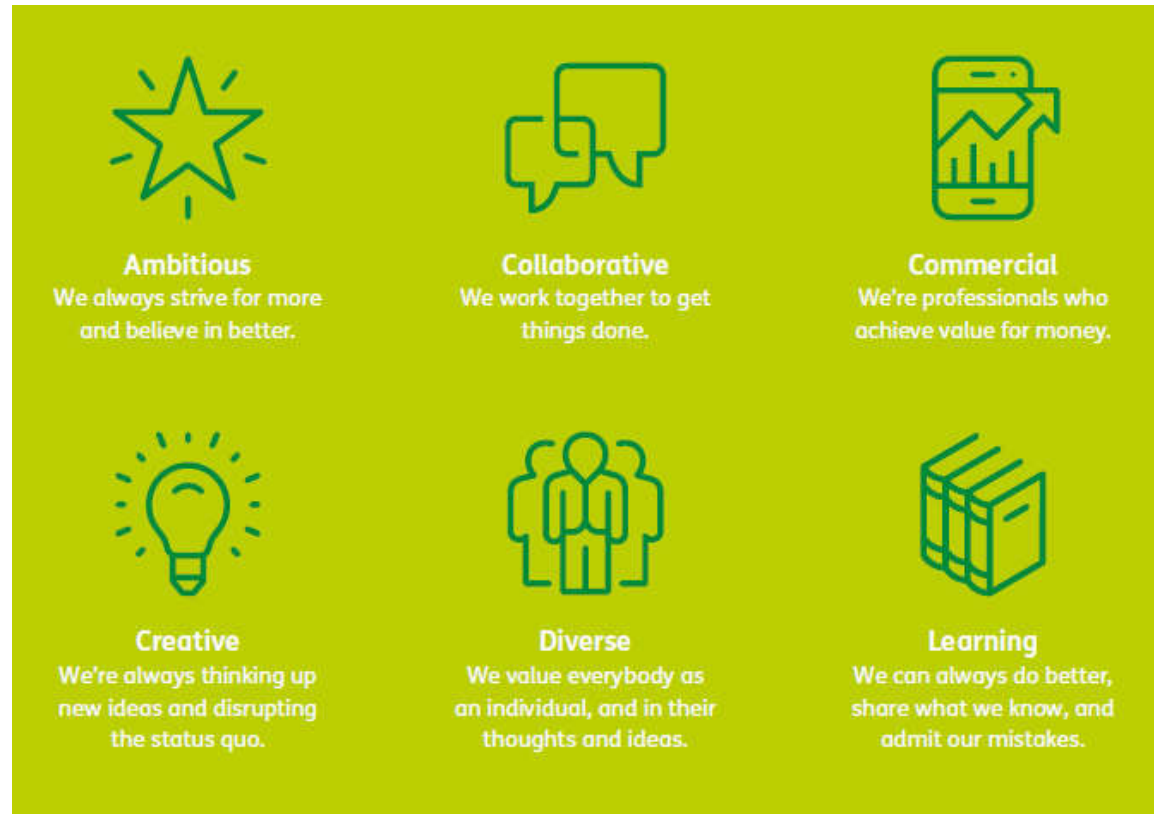 Ambitious
We always strive for more
and believe in better.
Collaborative
We work together to get
things done.
Commercial
We're professionals who
achieve value for money.
Creative
We're always thinking up
new ideas and disrupting
the status quo.
Diverse
We value everybody as
an individual, and in their
thoughts and ideas.
Learning
We can always do better,
share what we know, and
admit our mistakes.